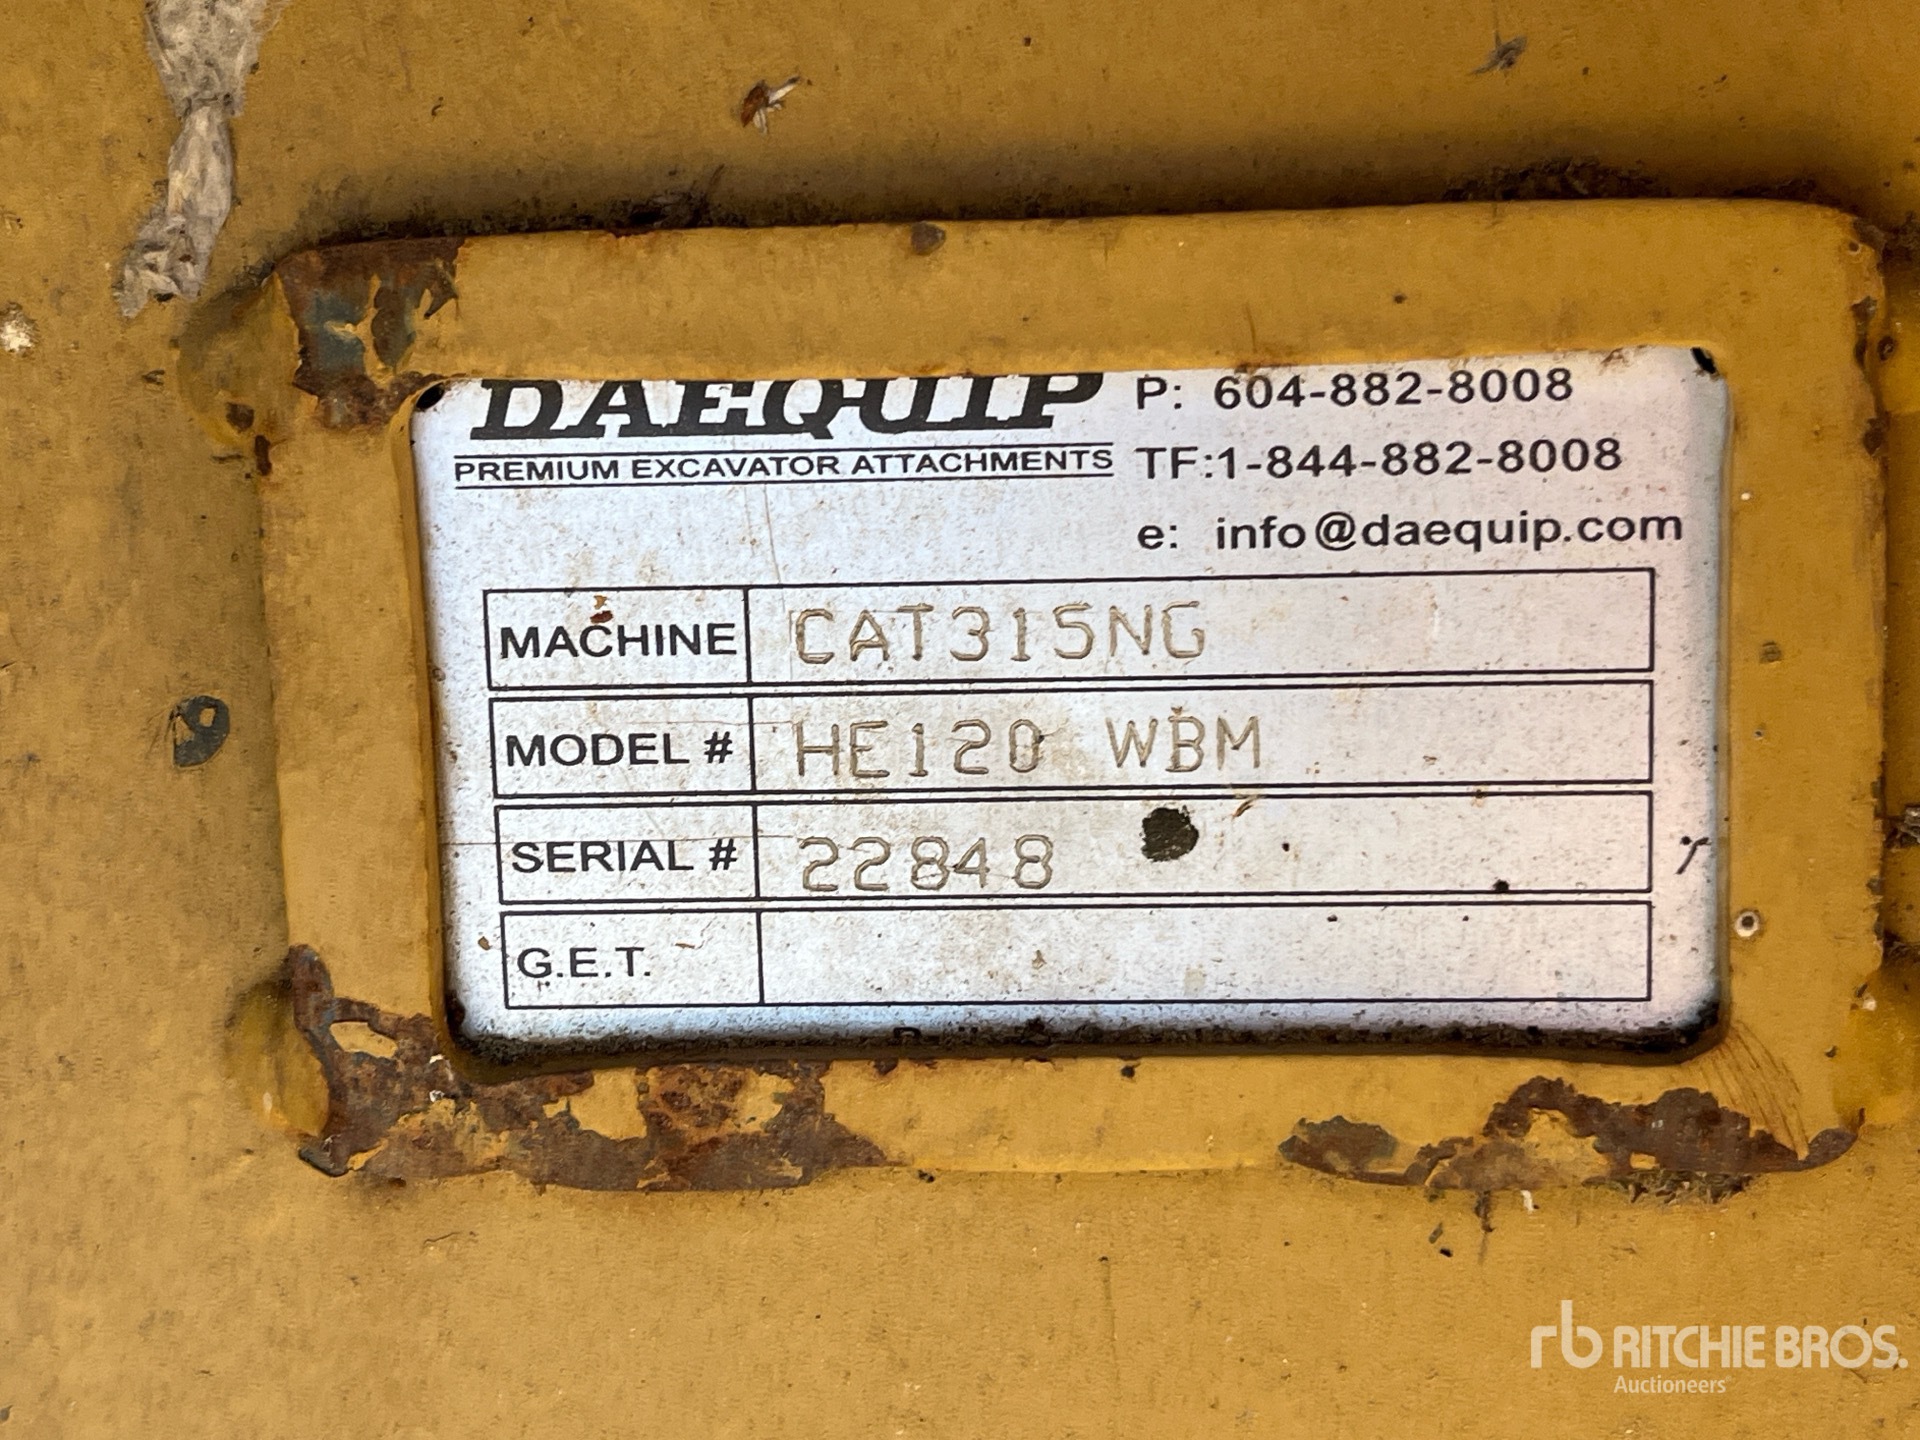 DAEQUIP P: 604-882-8008
PREMIUM EXCAVATOR ATTACHMENTS TF:1-844-882-8008
e: info@daequip.com
MACHINE CAT315NG
MODEL # HE120 WBM
SERIAL # 22848
G.E.T.
rb RITCHIE BROS.
Auctioneers